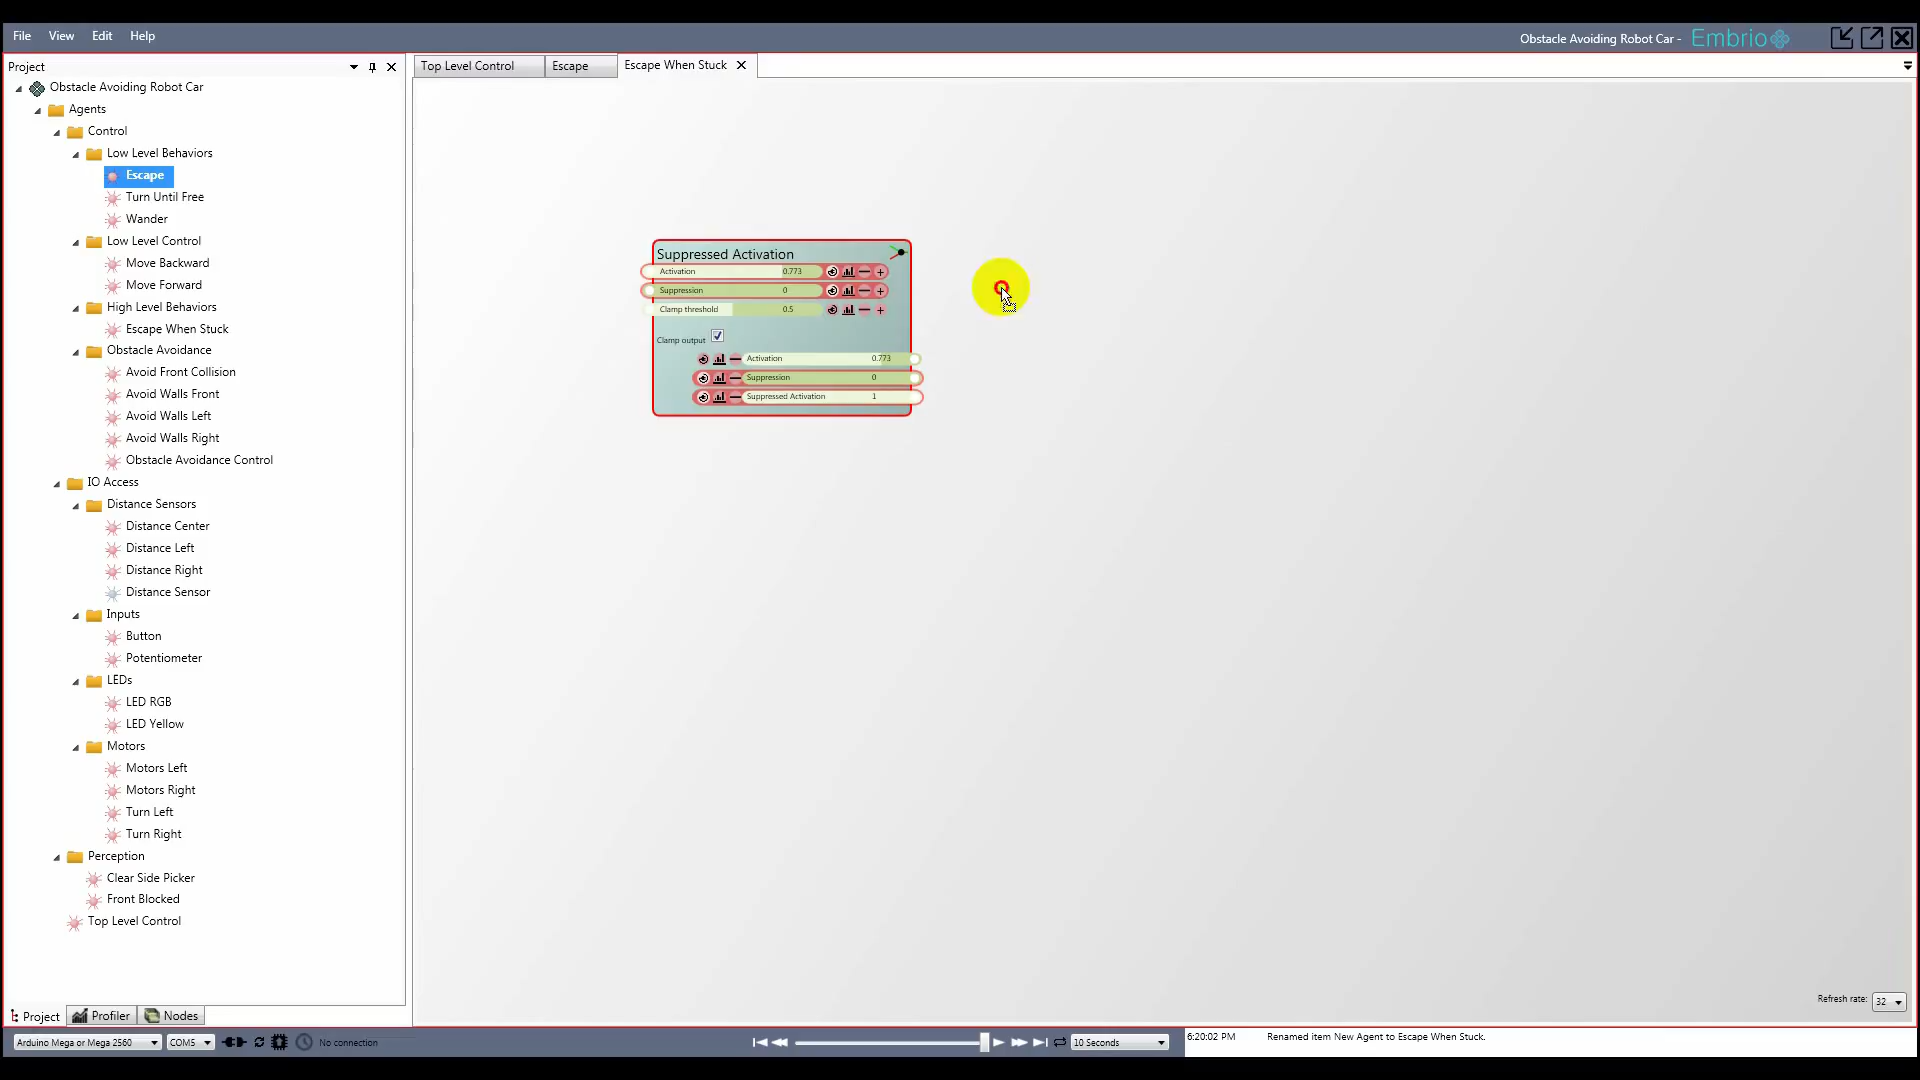 File View Edit Help
Obstacle Avoiding Robot Car - Embrio
Project
Top Level Control
Escape
Escape When Stuck
Obstacle Avoiding Robot Car
Agents
Control
Low Level Behaviors
Escape
Turn Until Free
Wander
Low Level Control
Move Backward
Move Forward
High Level Behaviors
Escape When Stuck
Obstacle Avoidance
Avoid Front Collision
Avoid Walls Front
Avoid Walls Left
Avoid Walls Right
Obstacle Avoidance Control
IO Access
Distance Sensors
Distance Center
Distance Left
Distance Right
Distance Sensor
Inputs
Button
Potentiometer
LEDs
LED RGB
LED Yellow
Motors
Motors Left
Motors Right
Turn Left
Turn Right
Perception
Clear Side Picker
Front Blocked
Top Level Control
Suppressed Activation
Activation 0.773
Suppression 0
Clamp threshold 0.5
Clamp output
Activation 0.773
Suppression 0
Suppressed Activation 1
Refresh rate: 32
Project Profiler Nodes
Arduino Mega or Mega 2560
COM5
No connection
10 Seconds
6:20:02 PM Renamed item New Agent to Escape When Stuck.